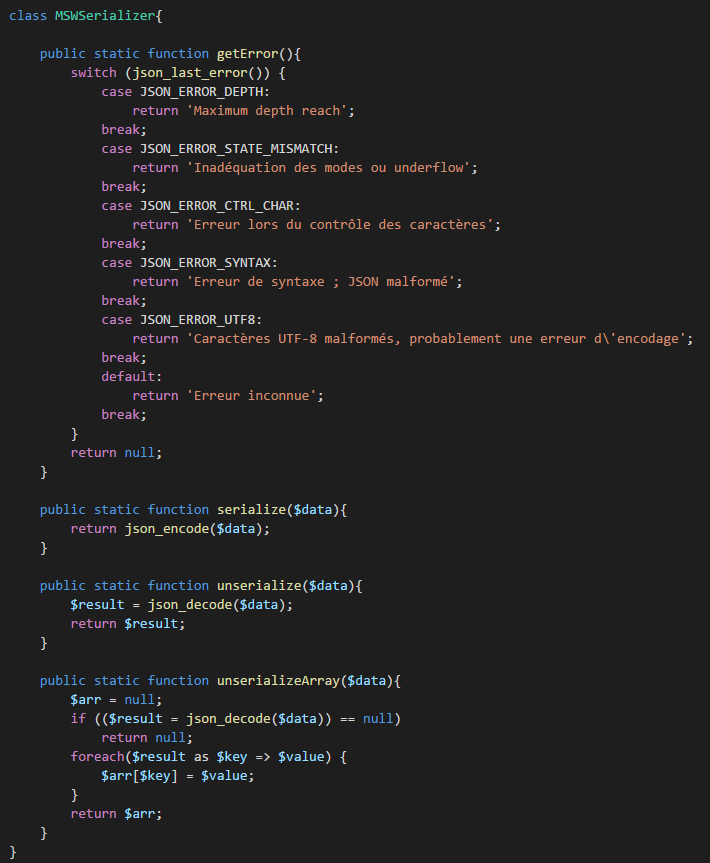 class MSWSerializer{
public static function getError(){
switch (json_last_error()) {
case JSON_ERROR_DEPTH:
return 'Maximum depth reach';
break;
case JSON_ERROR_STATE_MISMATCH:
return 'Inadéquation des modes ou underflow';
break;
case JSON_ERROR_CTRL_CHAR:
return 'Erreur lors du contrôle des caractères';
break;
case JSON_ERROR_SYNTAX:
return 'Erreur de syntaxe ; JSON malformé';
break;
case JSON_ERROR_UTF8:
return 'Caractères UTF-8 malformés, probablement une erreur d\'encodage';
break;
default:
return 'Erreur inconnue';
break;
}
return null;
}
public static function serialize($data){
return json_encode($data);
}
public static function unserialize($data){
$result = json_decode($data);
return $result;
}
public static function unserializeArray($data){
$arr = null;
if (($result = json_decode($data)) == null)
return null;
foreach($result as $key => $value) {
$arr[$key] = $value;
}
return $arr;
}
}